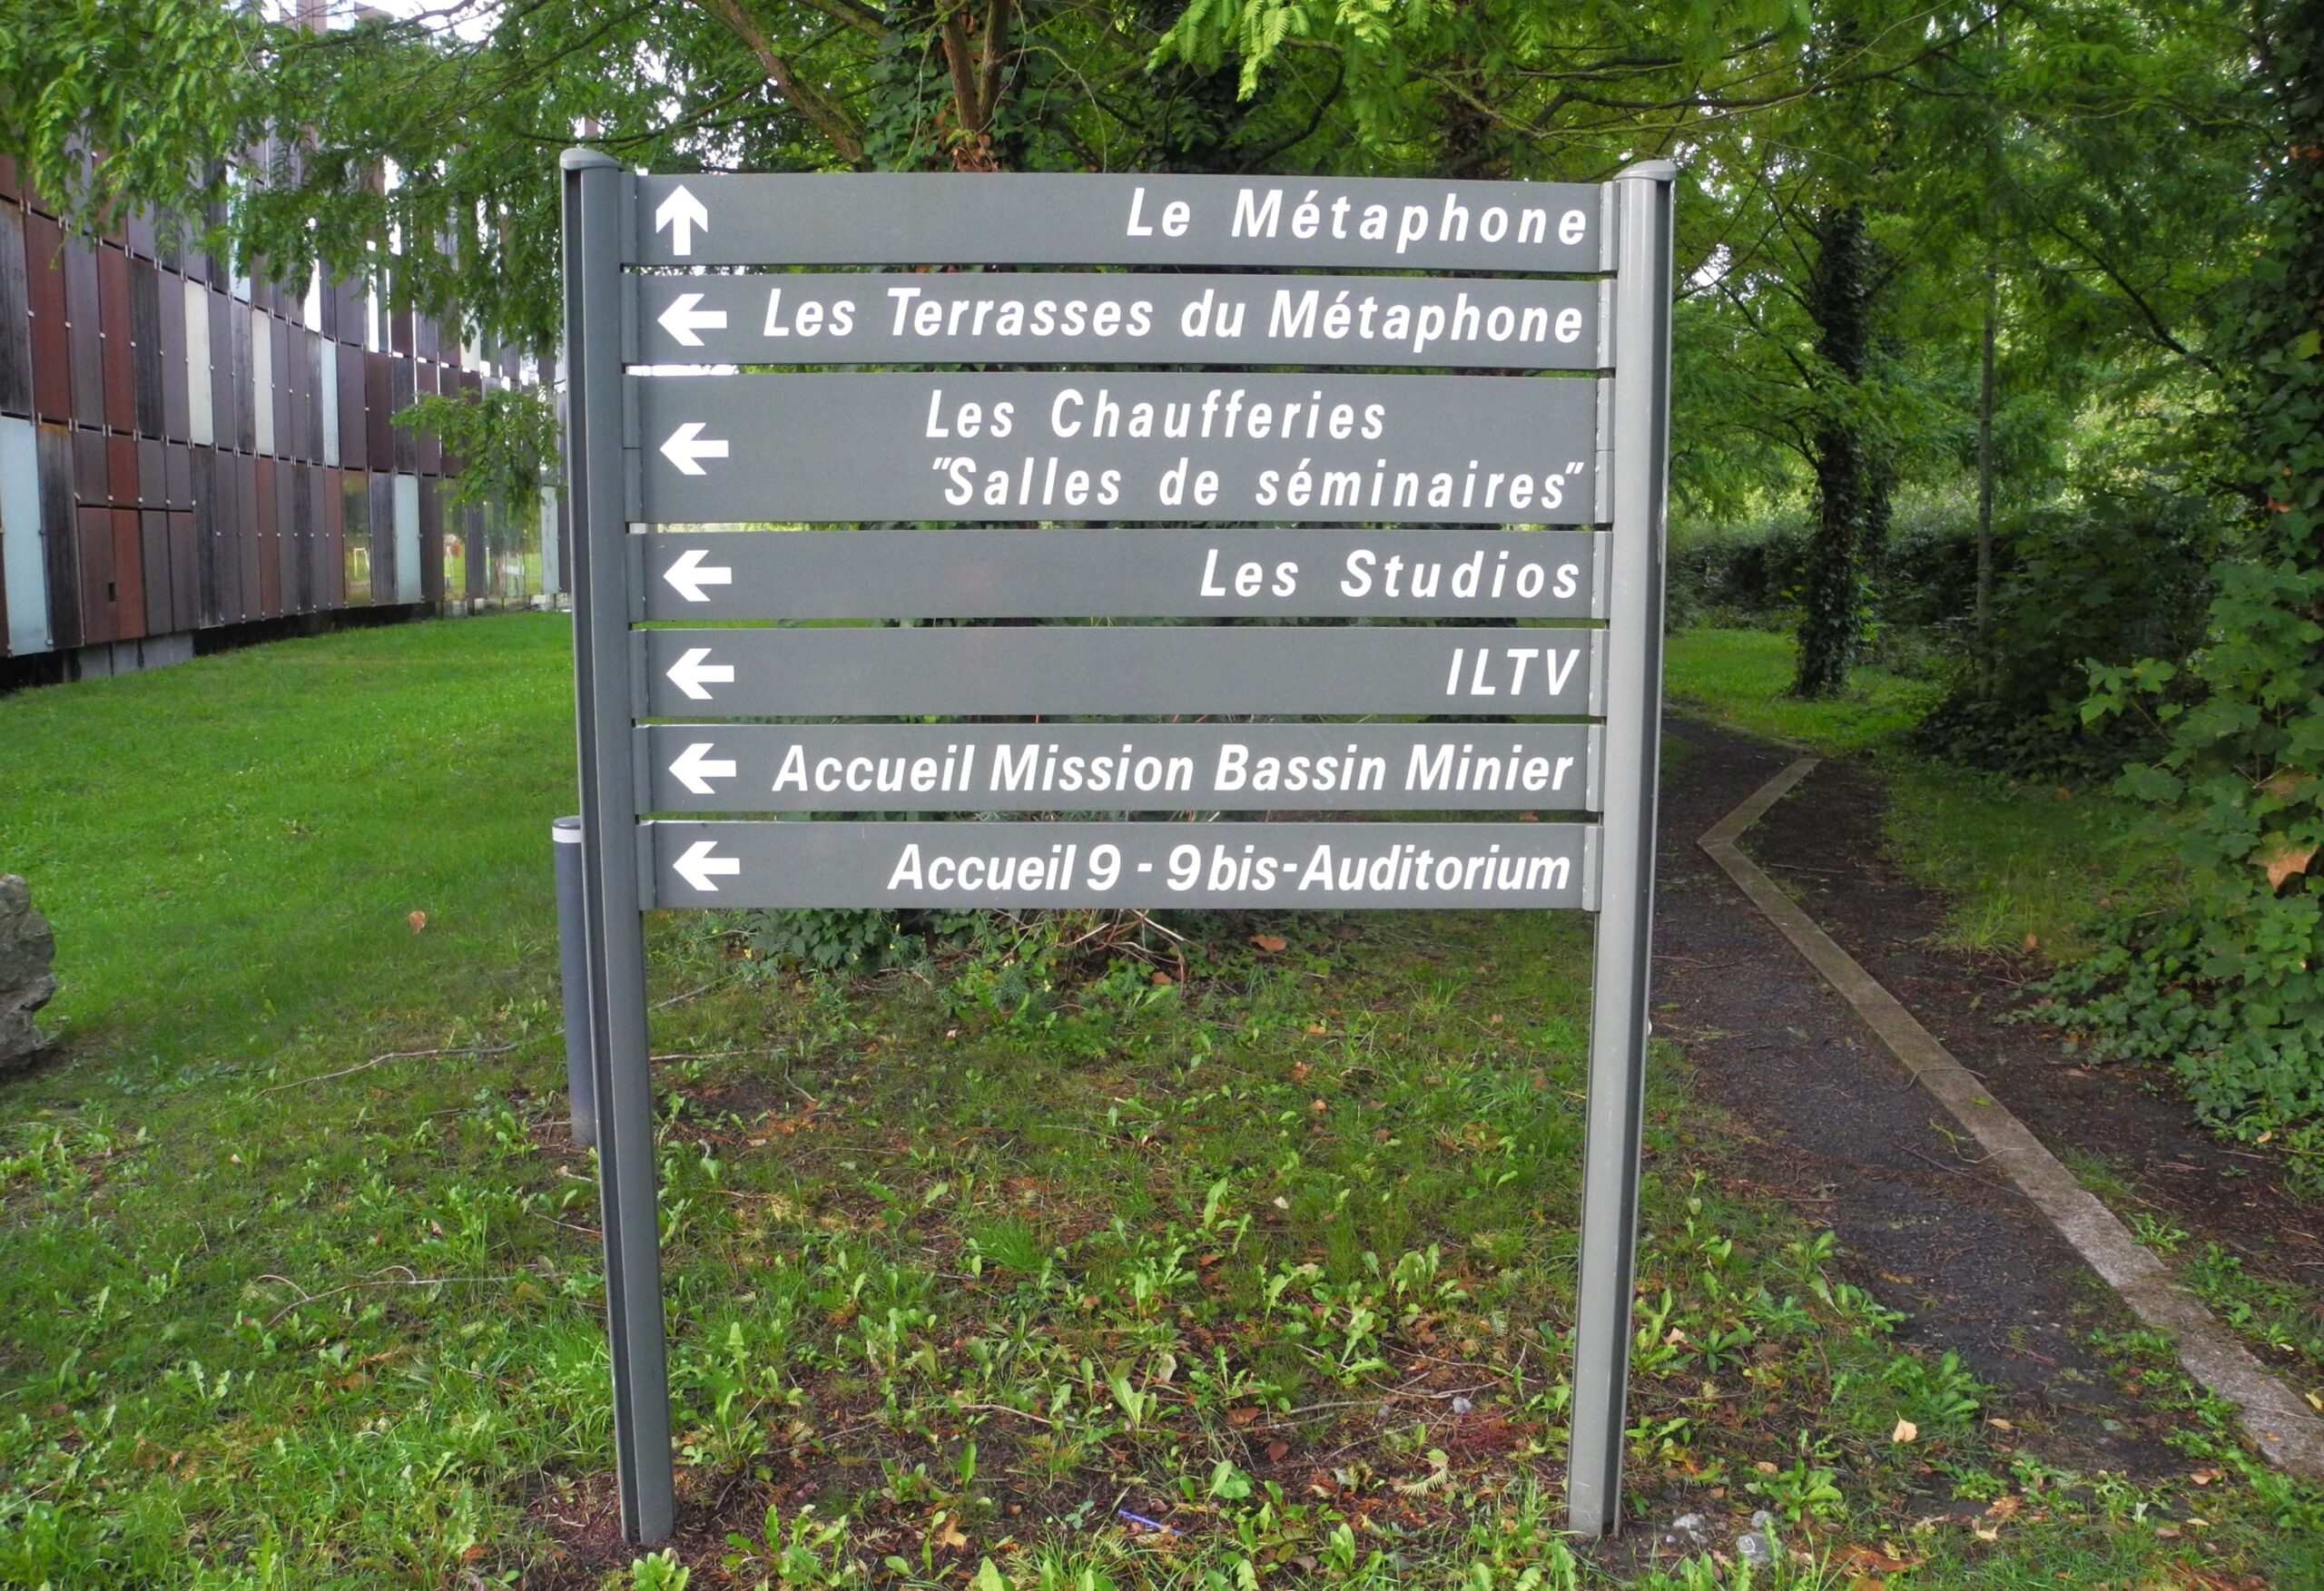 Le Métaphone
Les Terrasses du Métaphone
Les Chaufferies
"Salles de séminaires"
Les Studios
ILTV
Accueil Mission Bassin Minier
Accueil 9 - 9bis-Auditorium